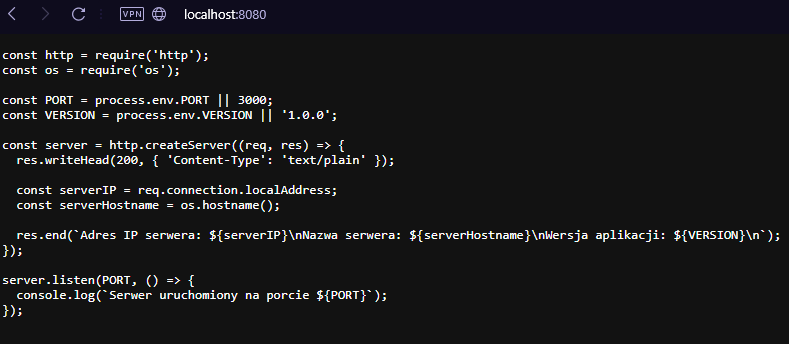 VPN localhost:8080
const http = require('http');
const os = require('os');
const PORT = process.env.PORT || 3000;
const VERSION = process.env.VERSION || '1.0.0';
const server = http.createServer((req, res) => {
  res.writeHead(200, { 'Content-Type': 'text/plain' });
  const serverIP = req.connection.localAddress;
  const serverHostname = os.hostname();
  res.end(`Adres IP serwera: ${serverIP}\nNazwa serwera: ${serverHostname}\nWersja aplikacji: ${VERSION}\n`);
});
server.listen(PORT, () => {
  console.log(`Serwer uruchomiony na porcie ${PORT}`);
});